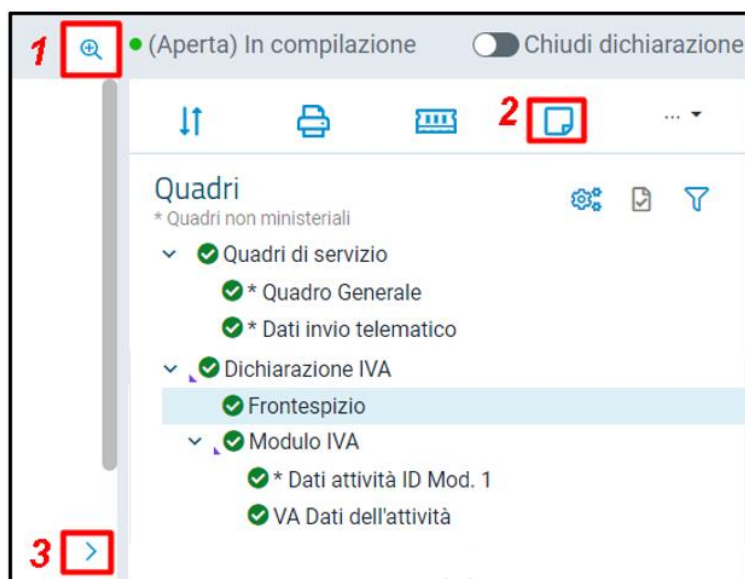 1
(Aperta) In compilazione
Chiudi dichiarazione
2
...
Quadri
* Quadri non ministeriali
Quadri di servizio
* Quadro Generale
* Dati invio telematico
Dichiarazione IVA
Frontespizio
Modulo IVA
* Dati attività ID Mod. 1
VA Dati dell'attività
3